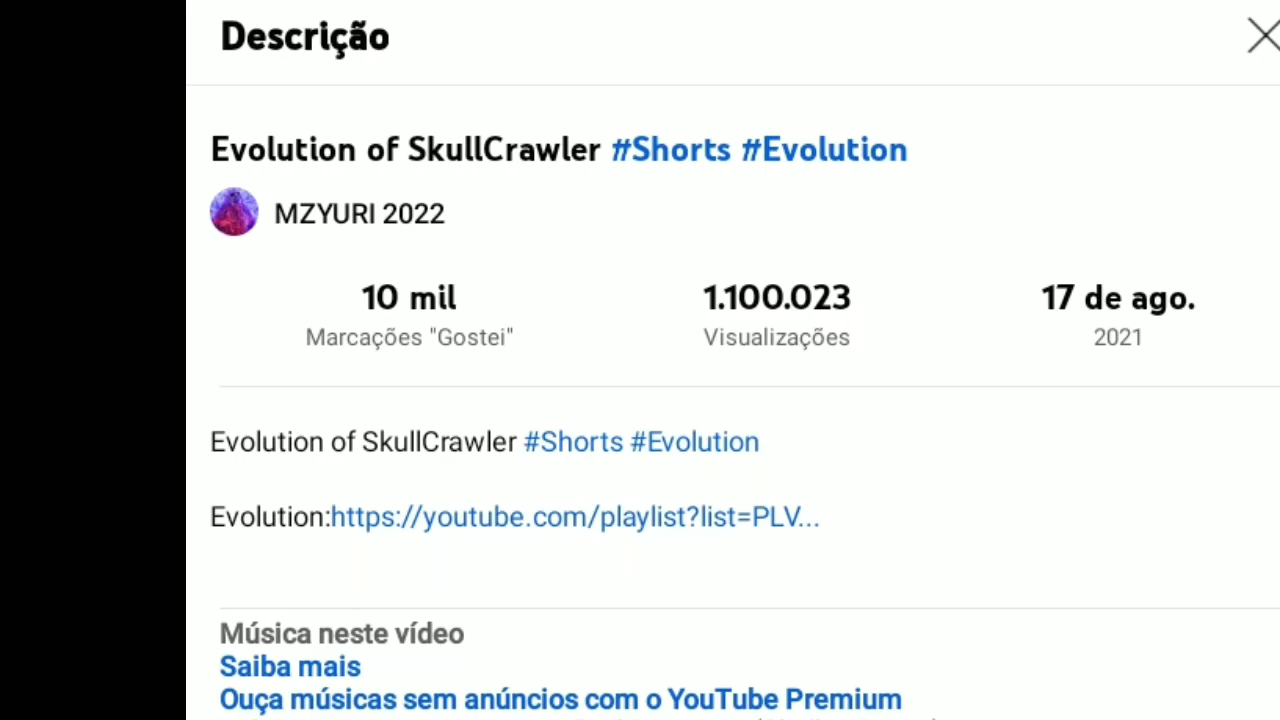 Descrição
Evolution of SkullCrawler #Shorts #Evolution
MZYURI 2022
10 mil 1.100.023 17 de ago.
Marcações "Gostei" Visualizações 2021
Evolution of SkullCrawler #Shorts #Evolution
Evolution:https://youtube.com/playlist?list=PLV...
Música neste vídeo
Saiba mais
Ouça músicas sem anúncios com o YouTube Premium